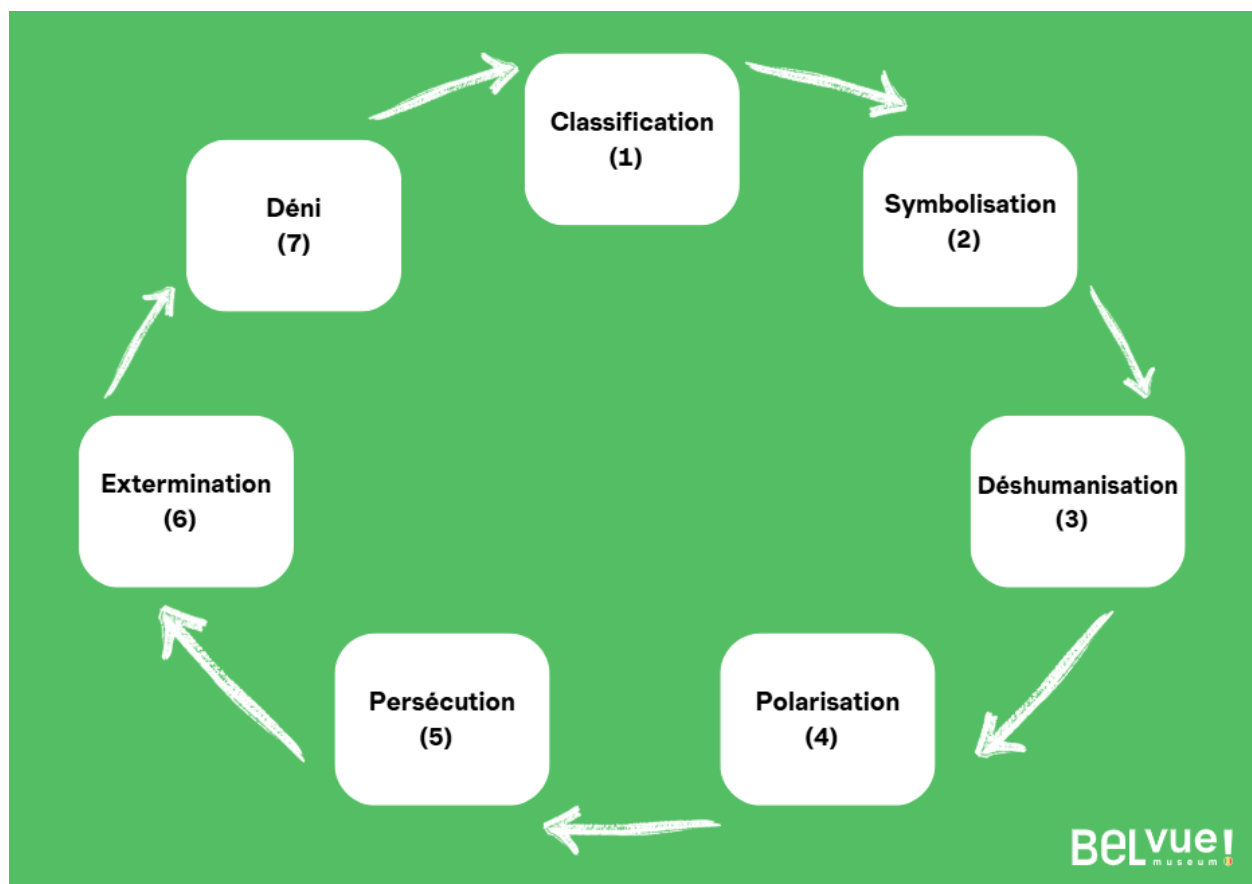 Classification
(1)
Symbolisation
(2)
Déshumanisation
(3)
Polarisation
(4)
Persécution
(5)
Extermination
(6)
Déni
(7)
BELvue!
museum